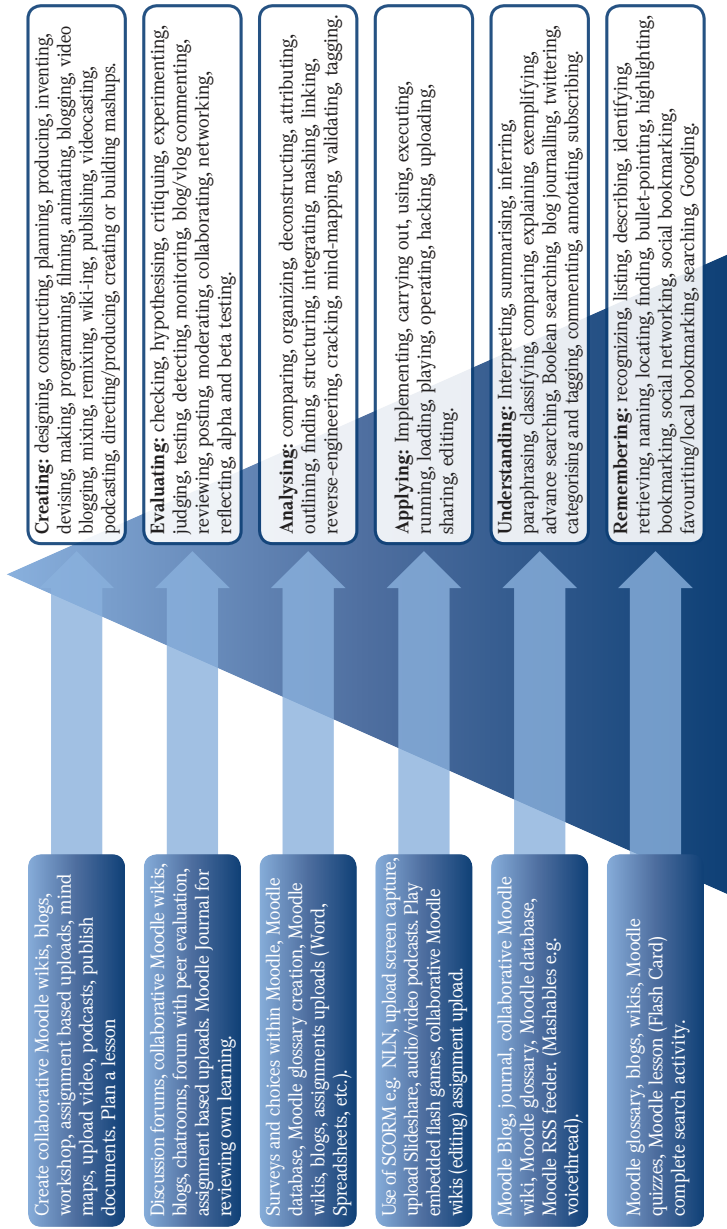 Create collaborative Moodle wikis, blogs,
workshop, assignment based uploads, mind
maps, upload video, podcasts, publish
documents. Plan a lesson
Creating: designing, constructing, planning, producing, inventing,
devising, making, programming, filming, animating, blogging, video
blogging, mixing, remixing, wiki-ing, publishing, videocasting,
podcasting, directing/producing, creating or building mashups.
Discussion forums, collaborative Moodle wikis,
blogs, chatrooms, forum with peer evaluation,
assignment based uploads. Moodle Journal for
reviewing own learning.
Evaluating: checking, hypothesising, critiquing, experimenting,
judging, testing, detecting, monitoring, blog/vlog commenting,
reviewing, posting, moderating, collaborating, networking,
reflecting, alpha and beta testing.
Surveys and choices within Moodle, Moodle
database, Moodle glossary creation, Moodle
wikis, blogs, assignments uploads (Word,
Spreadsheets, etc.).
Analysing: comparing, organizing, deconstructing, attributing,
outlining, finding, structuring, integrating, mashing, linking,
reverse-engineering, cracking, mind-mapping, validating, tagging.
Use of SCORM e.g. NLN, upload screen capture,
upload Slideshare, audio/video podcasts. Play
embedded flash games, collaborative Moodle
wikis (editing) assignment upload.
Applying: Implementing, carrying out, using, executing,
running, loading, playing, operating, hacking, uploading,
sharing, editing.
Moodle Blog, journal, collaborative Moodle
wiki, Moodle glossary, Moodle database,
Moodle RSS feeder. (Mashables e.g.
voicethread).
Understanding: Interpreting, summarising, inferring,
paraphrasing, classifying, comparing, explaining, exemplifying,
advance searching, Boolean searching, blog journalling, twittering,
categorising and tagging, commenting, annotating, subscribing.
Moodle glossary, blogs, wikis, Moodle
quizzes, Moodle lesson (Flash Card)
complete search activity.
Remembering: recognizing, listing, describing, identifying,
retrieving, naming, locating, finding, bullet-pointing, highlighting,
bookmarking, social networking, social bookmarking,
favouriting/local bookmarking, searching, Googling.